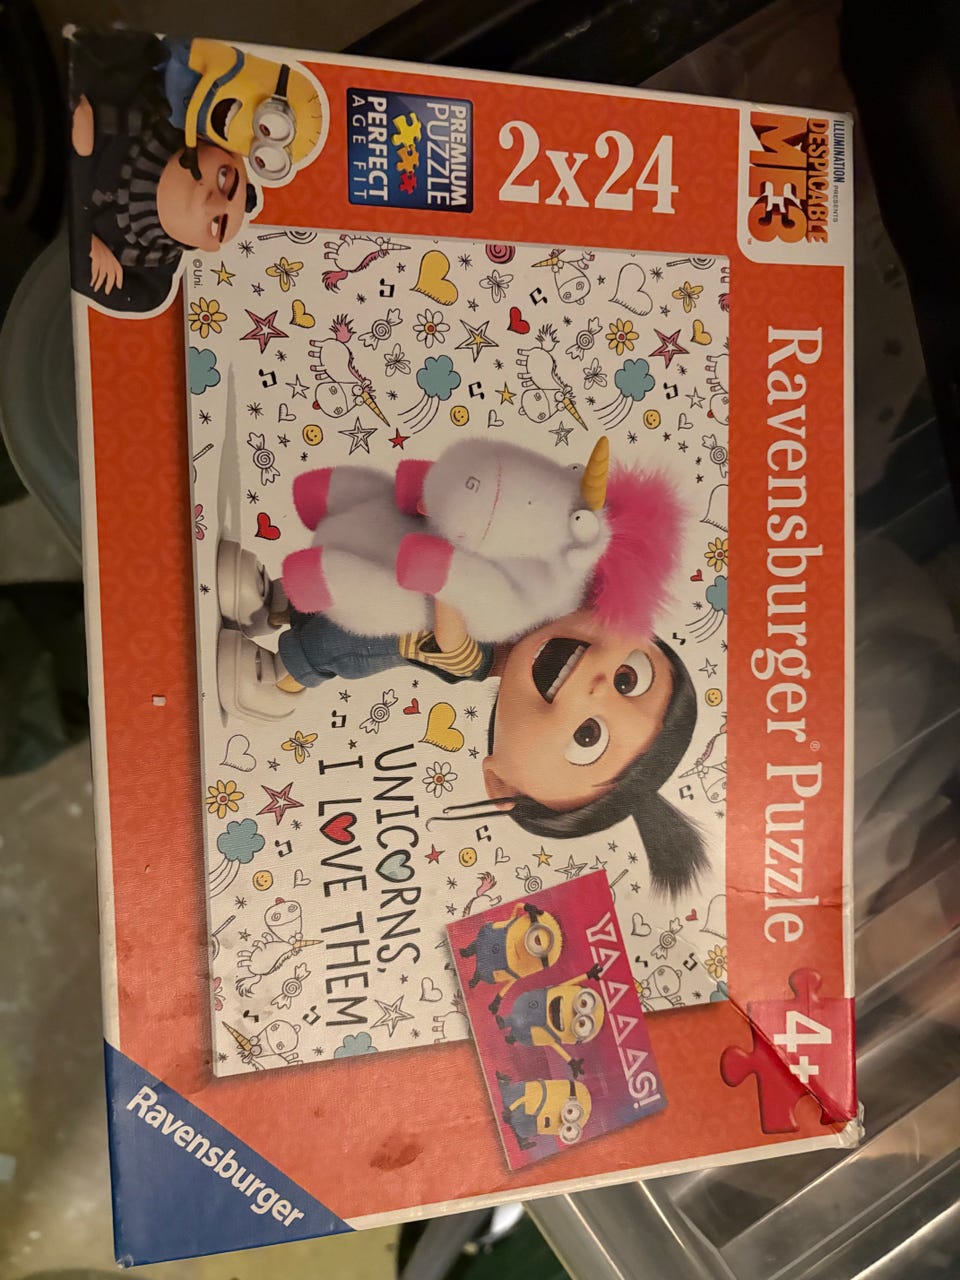 Ravensburger® Puzzle
ILLUMINATION
PRESENTS
DESPICABLE
ME3
™
2x24
PREMIUM
PUZZLE
PERFECT
AGE FIT
©Uni.
4+
UNICORNS,
I LOVE THEM
YAAAAAS!
Ravensburger